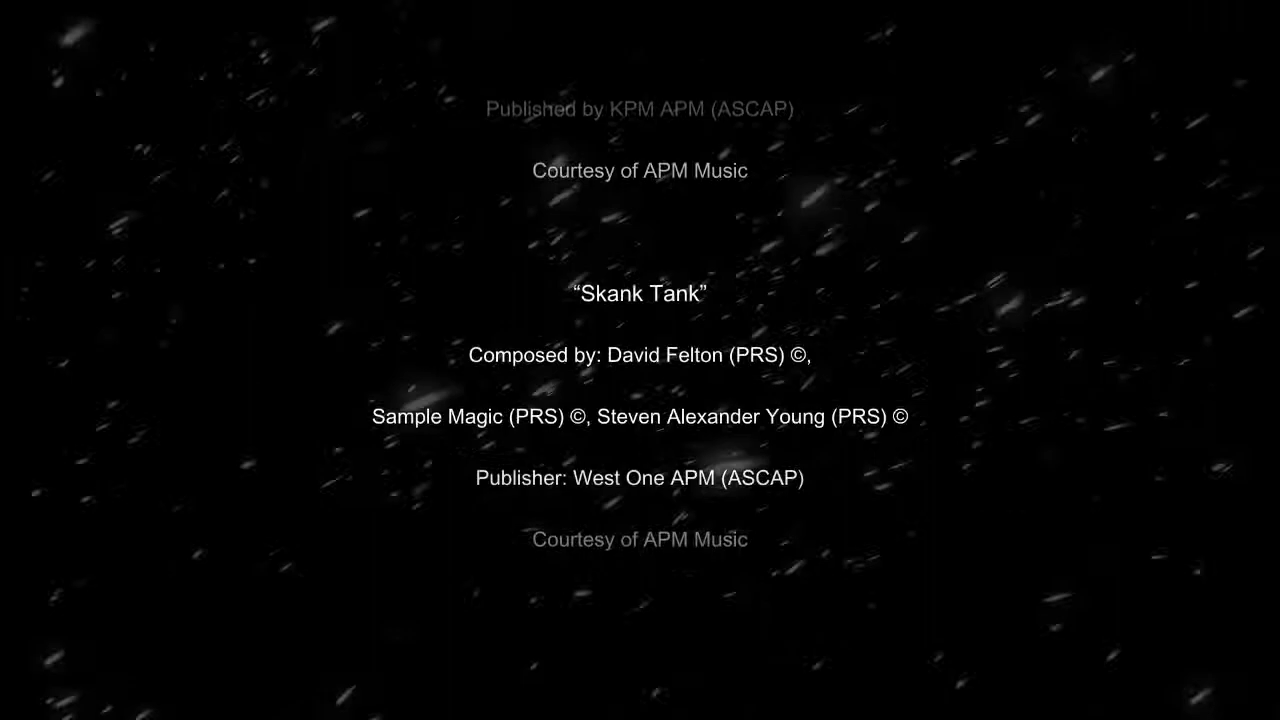 Published by KPM APM (ASCAP)
Courtesy of APM Music
“Skank Tank”
Composed by: David Felton (PRS) ©,
Sample Magic (PRS) ©, Steven Alexander Young (PRS) ©
Publisher: West One APM (ASCAP)
Courtesy of APM Music